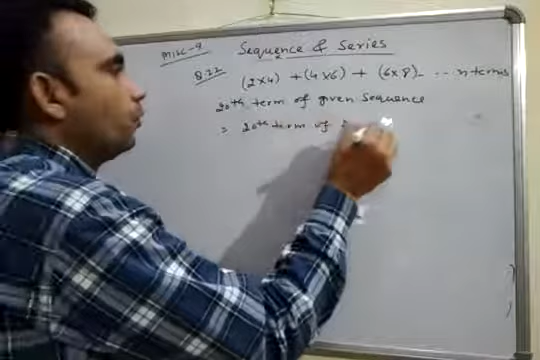 Misc-9
Sequence & Series
Q.22 (2×4) + (4×6) + (6×8) - ... n terms
20th term of given sequence
= 20th term of